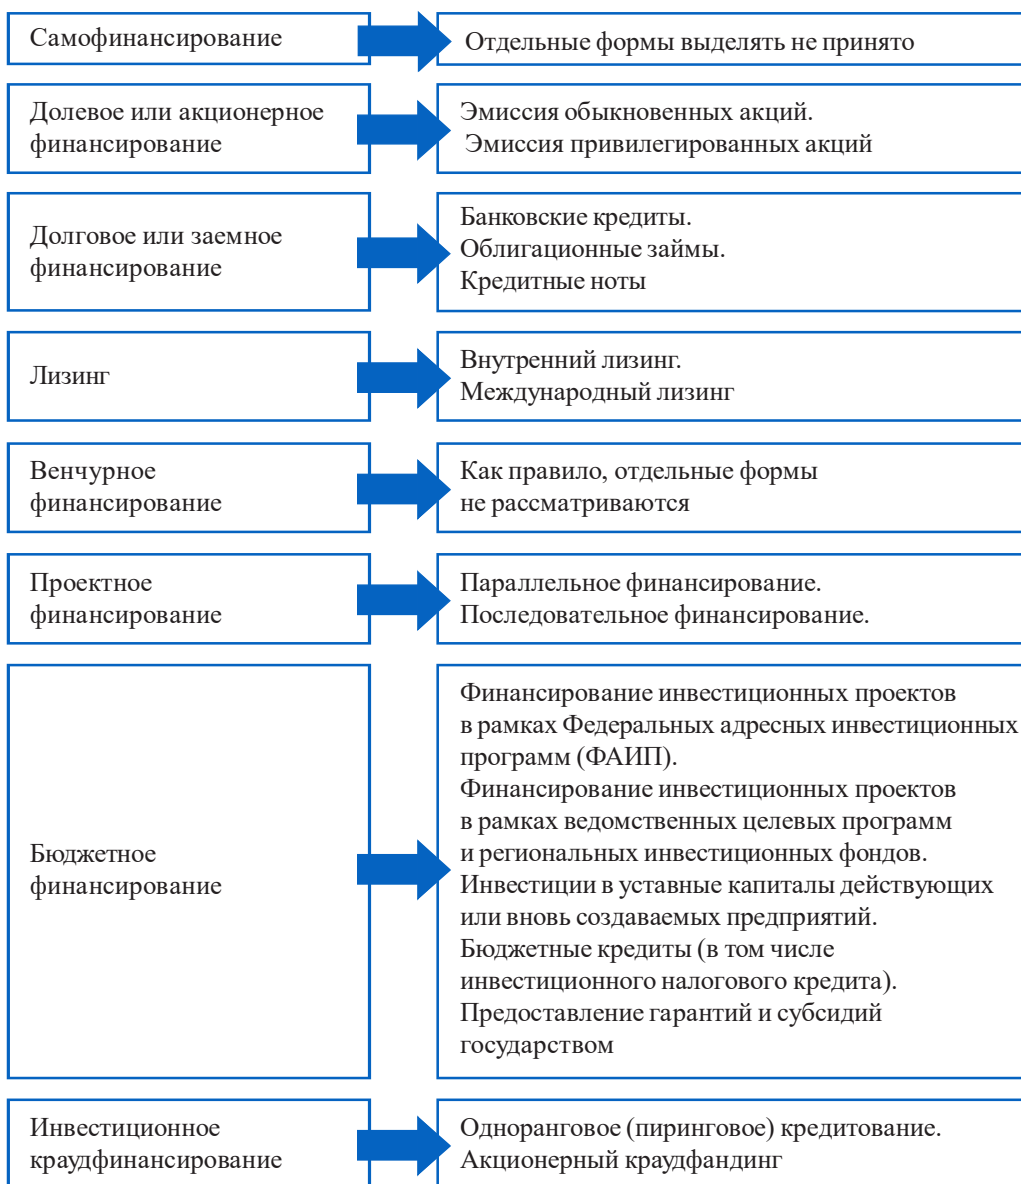 Самофинансирование
Отдельные формы выделять не принято
Долевое или акционерное
финансирование
Эмиссия обыкновенных акций.
Эмиссия привилегированных акций
Долговое или заемное
финансирование
Банковские кредиты.
Облигационные займы.
Кредитные ноты
Лизинг
Внутренний лизинг.
Международный лизинг
Венчурное
финансирование
Как правило, отдельные формы
не рассматриваются
Проектное
финансирование
Параллельное финансирование.
Последовательное финансирование.
Бюджетное
финансирование
Финансирование инвестиционных проектов
в рамках Федеральных адресных инвестиционных
программ (ФАИП).
Финансирование инвестиционных проектов
в рамках ведомственных целевых программ
и региональных инвестиционных фондов.
Инвестиции в уставные капиталы действующих
или вновь создаваемых предприятий.
Бюджетные кредиты (в том числе
инвестиционного налогового кредита).
Предоставление гарантий и субсидий
государством
Инвестиционное
краудфинансирование
Одноранговое (пиринговое) кредитование.
Акционерный краудфандинг